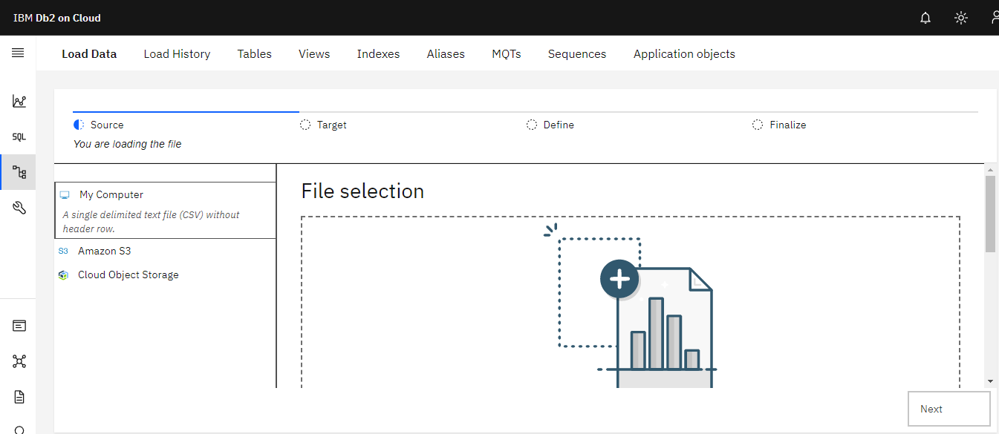 IBM Db2 on Cloud
Load Data Load History Tables Views Indexes Aliases MQTs Sequences Application objects
SQL
Source Target Define Finalize
You are loading the file
My Computer
A single delimited text file (CSV) without
header row.
S3 Amazon S3
Cloud Object Storage
File selection
Next